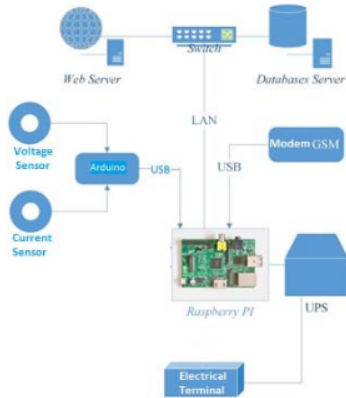 Switch
Web Server
Databases Server
LAN
Voltage
Sensor
Arduino
USB
USB
Modem GSM
Current
Sensor
Raspberry PI
UPS
Electrical
Terminal